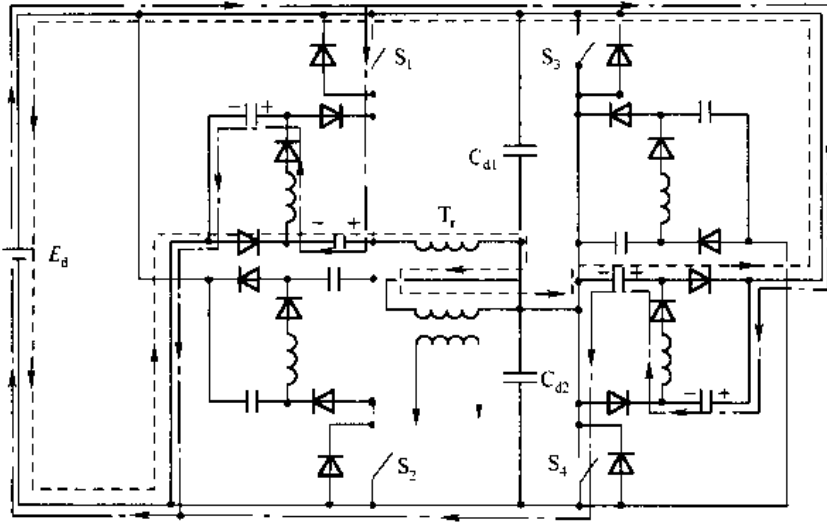 S1
S3
− +
Cd1
Tr
− +
Ed
− +
Cd2
− +
S2
S4